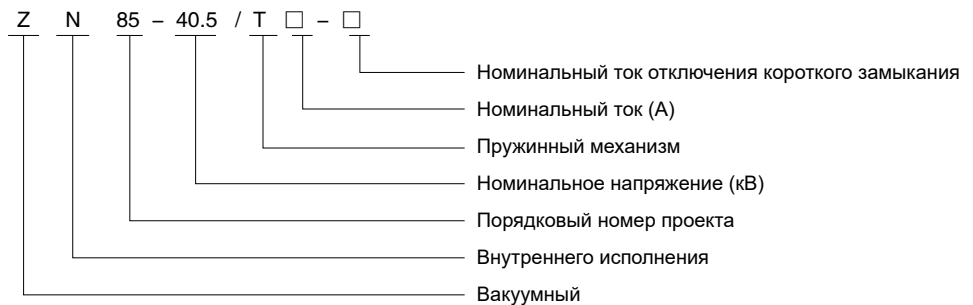 Z N 85 – 40.5 / T □ – □
Номинальный ток отключения короткого замыкания
Номинальный ток (А)
Пружинный механизм
Номинальное напряжение (кВ)
Порядковый номер проекта
Внутреннего исполнения
Вакуумный